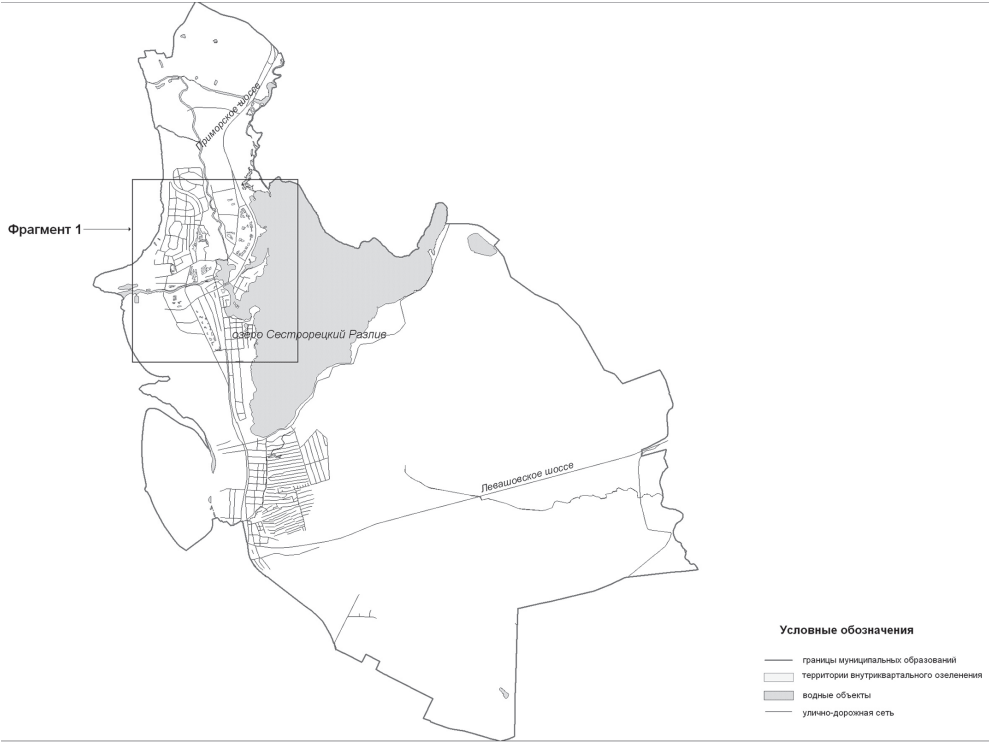 Приморское шоссе
Фрагмент 1
озеро Сестрорецкий Разлив
Левашовское шоссе
Условные обозначения
границы муниципальных образований
территории внутриквартального озеленения
водные объекты
улично-дорожная сеть